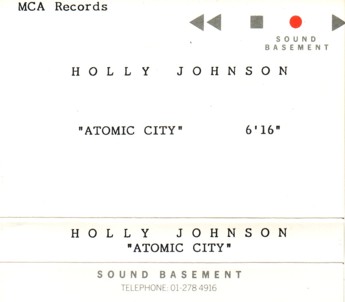 MCA Records
SOUND
BASEMENT
HOLLY JOHNSON
"ATOMIC CITY" 6'16"
HOLLY JOHNSON
"ATOMIC CITY"
SOUND BASEMENT
TELEPHONE: 01-278 4916